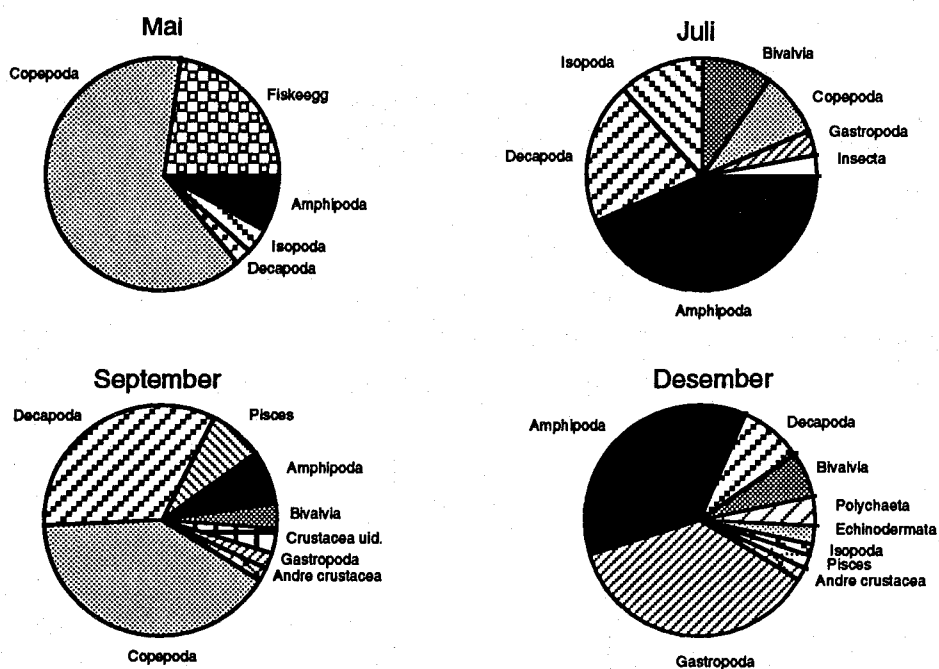 Mai
Copepoda
Fiskeegg
Amphipoda
Isopoda
Decapoda
Juli
Isopoda
Bivalvia
Copepoda
Gastropoda
Insecta
Decapoda
Amphipoda
September
Decapoda
Pisces
Amphipoda
Bivalvia
Crustacea uid.
Gastropoda
Andre crustacea
Copepoda
Desember
Amphipoda
Decapoda
Bivalvia
Polychaeta
Echinodermata
Isopoda
Pisces
Andre crustacea
Gastropoda